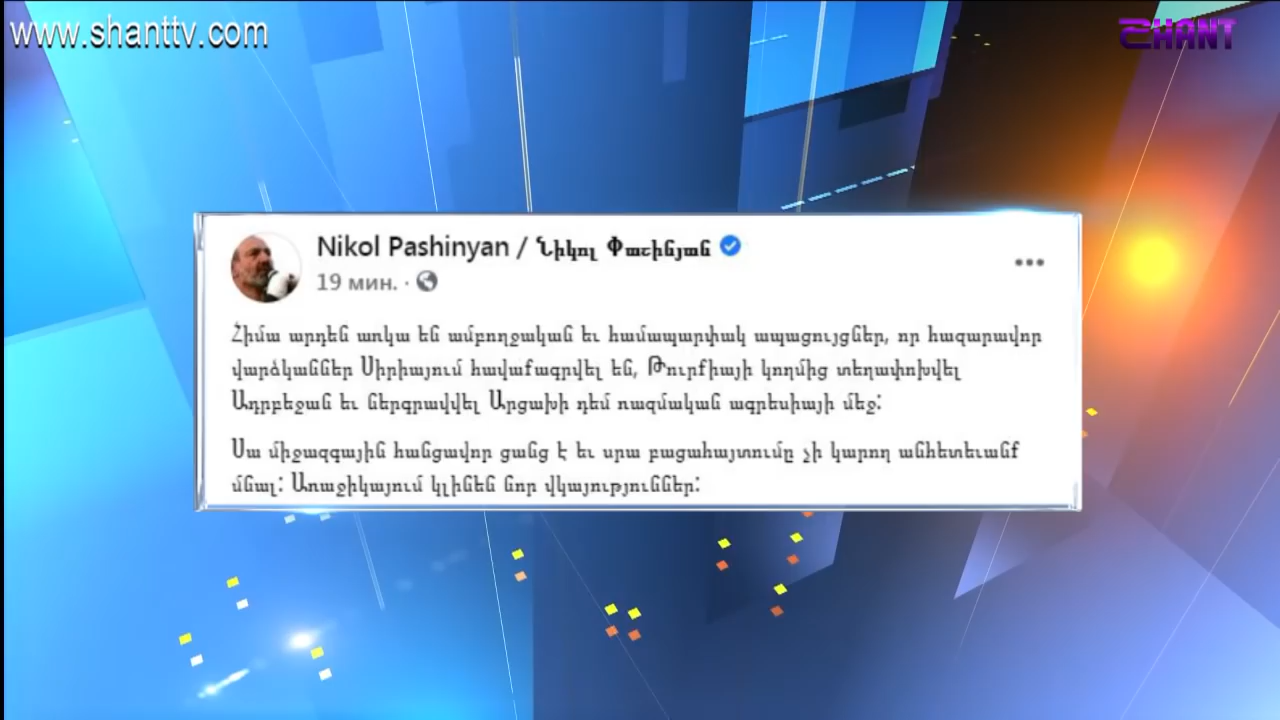 www.shanttv.com
SHANT
Nikol Pashinyan / Նիկոլ Փաշինյան
19 мин. ·
Հիմա արդեն առկա են ամբողջական եւ համապարփակ ապացույցներ, որ հազարավոր
վարձկաններ Սիրիայում հավաքագրվել են, Թուրքիայի կողմից տեղափոխվել
Ադրբեջան եւ ներգրավվել Արցախի դեմ ռազմական ագրեսիայի մեջ:
Սա միջազգային հանցավոր ցանց է եւ սրա բացահայտումը չի կարող անհետեւանք
մնալ: Առաջիկայում կլինեն նոր վկայություններ: